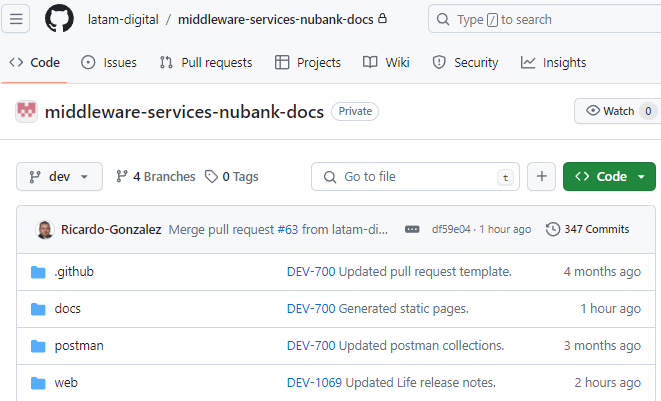 latam-digital / middleware-services-nubank-docs Type / to search
Code Issues Pull requests Projects Wiki Security Insights
middleware-services-nubank-docs Private Watch 0
dev 4 Branches 0 Tags Go to file t + Code
Ricardo-Gonzalez Merge pull request #63 from latam-di... df59e04 · 1 hour ago 347 Commits
.github DEV-700 Updated pull request template. 4 months ago
docs DEV-700 Generated static pages. 1 hour ago
postman DEV-700 Updated postman collections. 3 months ago
web DEV-1069 Updated Life release notes. 2 hours ago